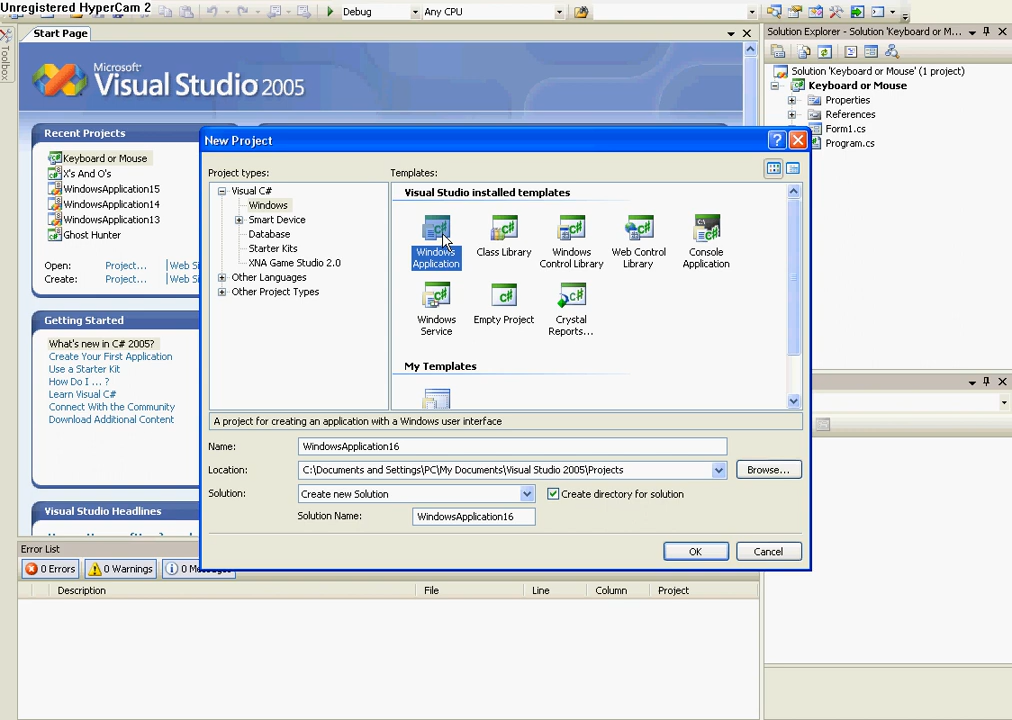 Unregistered HyperCam 2
Debug
Any CPU
Toolbox
Start Page
Microsoft
Visual Studio 2005
Recent Projects
Keyboard or Mouse
X's And O's
WindowsApplication15
WindowsApplication14
WindowsApplication13
Ghost Hunter
Open: Project... Web Si
Create: Project... Web Si
Getting Started
What's new in C# 2005?
Create Your First Application
Use a Starter Kit
How Do I ... ?
Learn Visual C#
Connect With the Community
Download Additional Content
Visual Studio Headlines
New Project
Project types:
Visual C#
Windows
Smart Device
Database
Starter Kits
XNA Game Studio 2.0
Other Languages
Other Project Types
Templates:
Visual Studio installed templates
Windows Application
Class Library
Windows Control Library
Web Control Library
Console Application
Windows Service
Empty Project
Crystal Reports...
My Templates
A project for creating an application with a Windows user interface
Name: WindowsApplication16
Location: C:\Documents and Settings\PC\My Documents\Visual Studio 2005\Projects
Browse...
Solution: Create new Solution
Create directory for solution
Solution Name: WindowsApplication16
OK
Cancel
Solution Explorer - Solution 'Keyboard or M...
Solution 'Keyboard or Mouse' (1 project)
Keyboard or Mouse
Properties
References
Form1.cs
Program.cs
Error List
0 Errors
0 Warnings
Description File Line Column Project